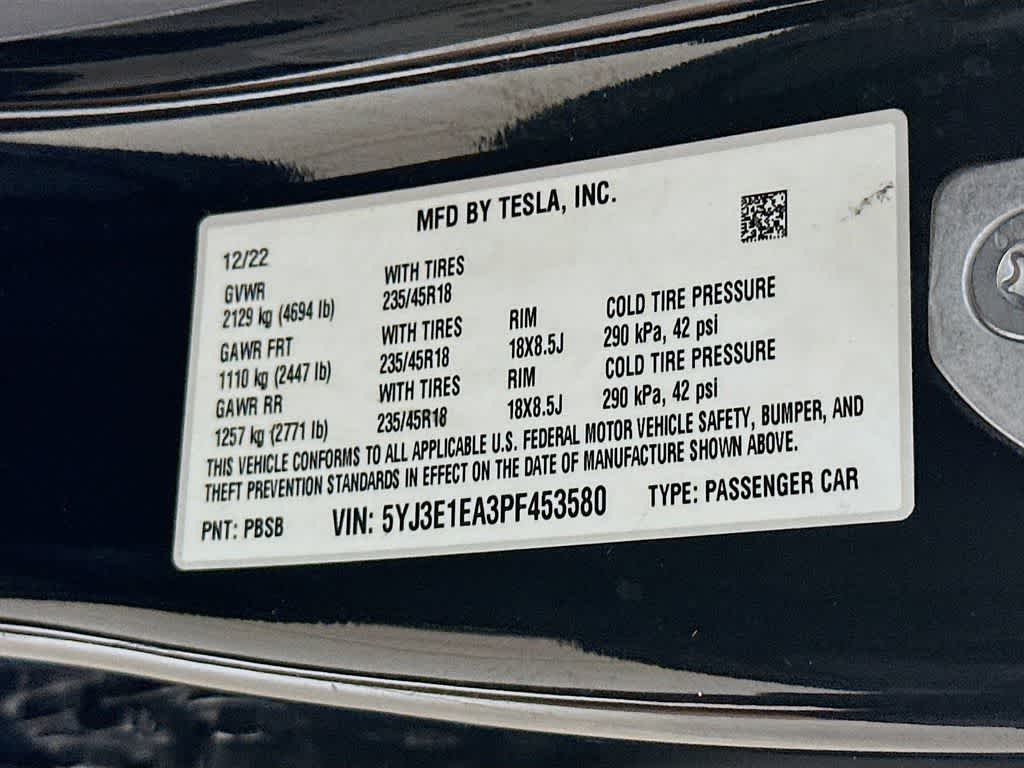 MFD BY TESLA, INC.
12/22
GVWR WITH TIRES
2129 kg (4694 lb) 235/45R18
GAWR FRT WITH TIRES RIM COLD TIRE PRESSURE
1110 kg (2447 lb) 235/45R18 18X8.5J 290 kPa, 42 psi
GAWR RR WITH TIRES RIM COLD TIRE PRESSURE
1257 kg (2771 lb) 235/45R18 18X8.5J 290 kPa, 42 psi
THIS VEHICLE CONFORMS TO ALL APPLICABLE U.S. FEDERAL MOTOR VEHICLE SAFETY, BUMPER, AND
THEFT PREVENTION STANDARDS IN EFFECT ON THE DATE OF MANUFACTURE SHOWN ABOVE.
PNT: PBSB VIN: 5YJ3E1EA3PF453580 TYPE: PASSENGER CAR